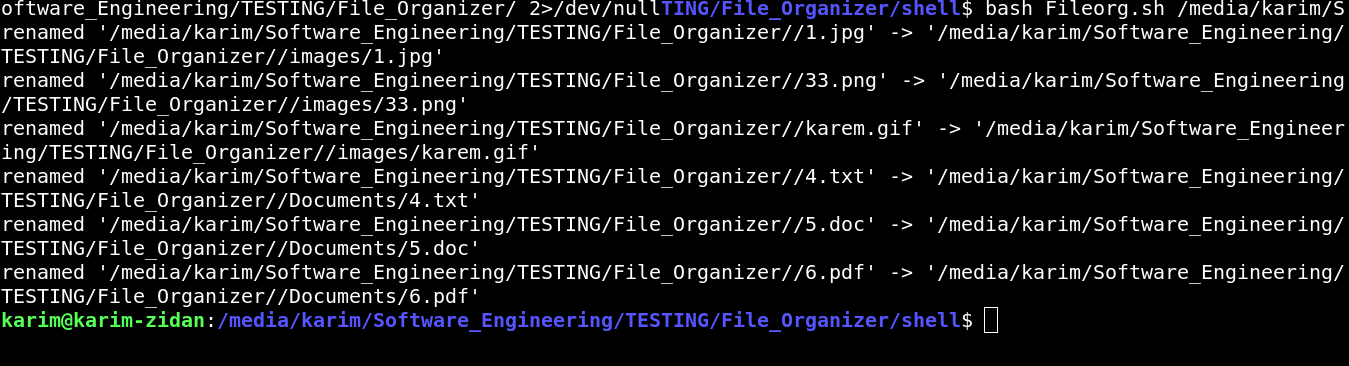 oftware_Engineering/TESTING/File_Organizer/ 2>/dev/nullTING/File_Organizer/shell$ bash Fileorg.sh /media/karim/S
renamed '/media/karim/Software_Engineering/TESTING/File_Organizer//1.jpg' -> '/media/karim/Software_Engineering/
TESTING/File_Organizer//images/1.jpg'
renamed '/media/karim/Software_Engineering/TESTING/File_Organizer//33.png' -> '/media/karim/Software_Engineering
/TESTING/File_Organizer//images/33.png'
renamed '/media/karim/Software_Engineering/TESTING/File_Organizer//karem.gif' -> '/media/karim/Software_Engineer
ing/TESTING/File_Organizer//images/karem.gif'
renamed '/media/karim/Software_Engineering/TESTING/File_Organizer//4.txt' -> '/media/karim/Software_Engineering/
TESTING/File_Organizer//Documents/4.txt'
renamed '/media/karim/Software_Engineering/TESTING/File_Organizer//5.doc' -> '/media/karim/Software_Engineering/
TESTING/File_Organizer//Documents/5.doc'
renamed '/media/karim/Software_Engineering/TESTING/File_Organizer//6.pdf' -> '/media/karim/Software_Engineering/
TESTING/File_Organizer//Documents/6.pdf'
karim@karim-zidan:/media/karim/Software_Engineering/TESTING/File_Organizer/shell$